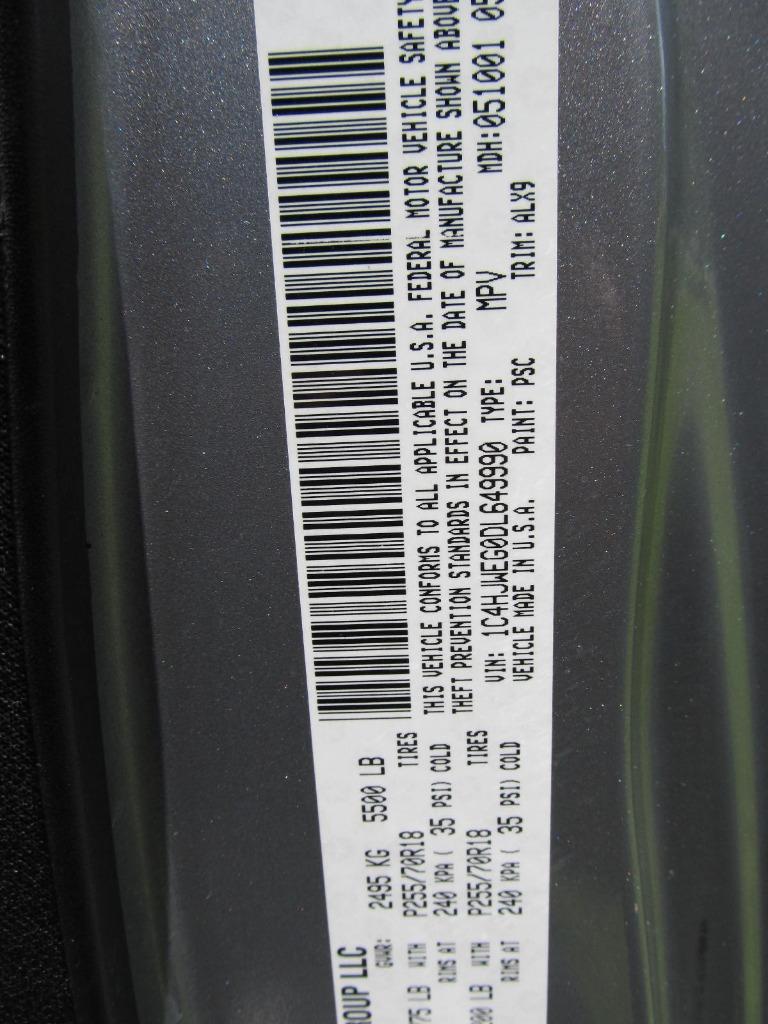 OUP LLC
GVWR: 2495 KG 5500 LB
75 LB WITH P255/70R18 TIRES
RIMS AT 240 KPA ( 35 PSI) COLD
00 LB WITH P255/70R18 TIRES
RIMS AT 240 KPA ( 35 PSI) COLD
THIS VEHICLE CONFORMS TO ALL APPLICABLE U.S.A. FEDERAL MOTOR VEHICLE SAFETY
THEFT PREVENTION STANDARDS IN EFFECT ON THE DATE OF MANUFACTURE SHOWN ABOVE
VIN: 1C4HJWEG0DL649990 TYPE: MPV MDH: 051001 05
VEHICLE MADE IN U.S.A. PAINT: PSC TRIM: ALX9